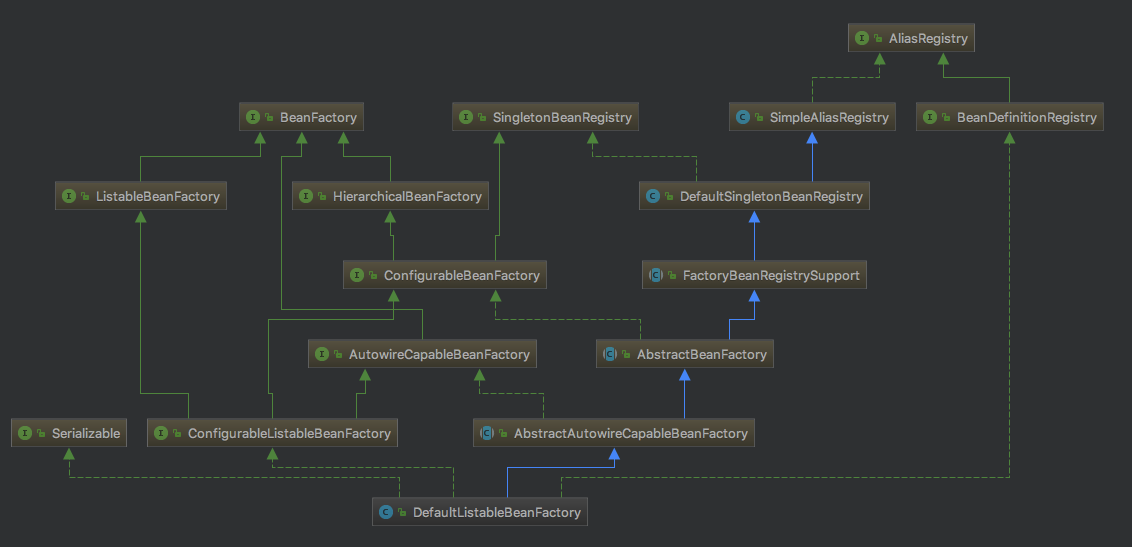 I AliasRegistry
I BeanFactory
I SingletonBeanRegistry
C SimpleAliasRegistry
I BeanDefinitionRegistry
I ListableBeanFactory
I HierarchicalBeanFactory
C DefaultSingletonBeanRegistry
I ConfigurableBeanFactory
C FactoryBeanRegistrySupport
I AutowireCapableBeanFactory
C AbstractBeanFactory
I Serializable
I ConfigurableListableBeanFactory
C AbstractAutowireCapableBeanFactory
C DefaultListableBeanFactory